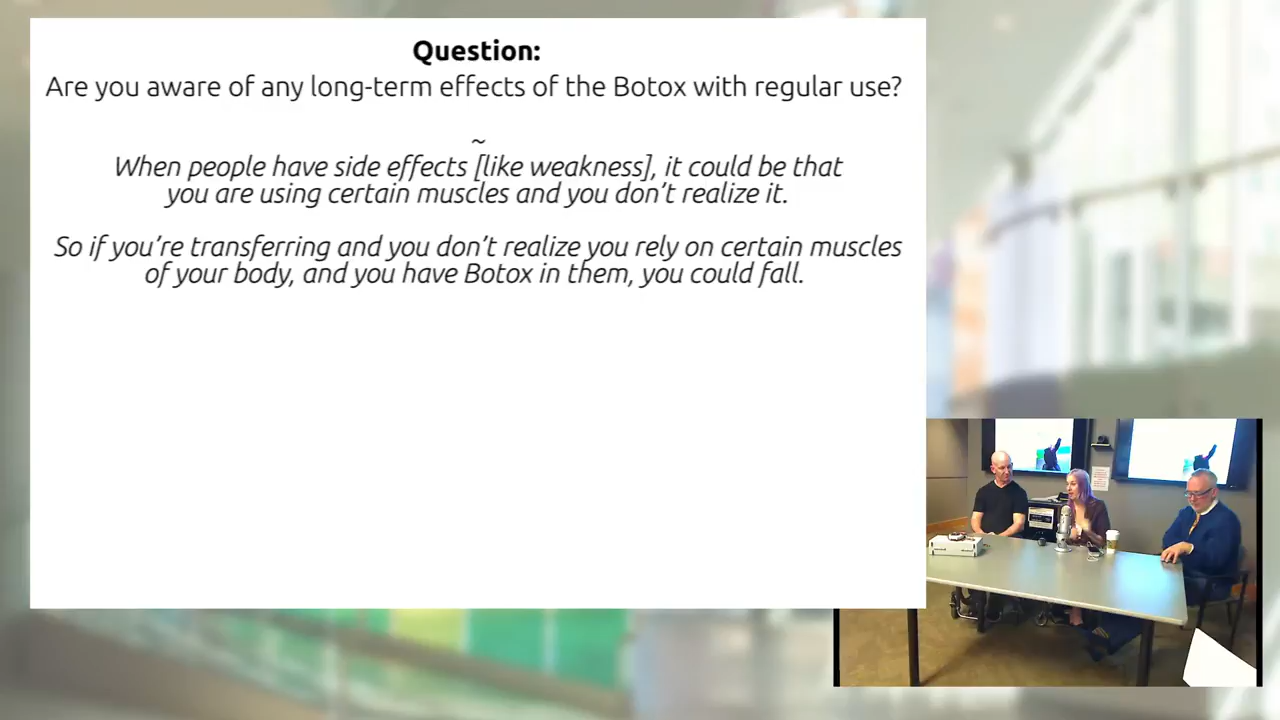 Question:
Are you aware of any long-term effects of the Botox with regular use?
~
When people have side effects [like weakness], it could be that
you are using certain muscles and you don't realize it.
So if you're transferring and you don't realize you rely on certain muscles
of your body, and you have Botox in them, you could fall.